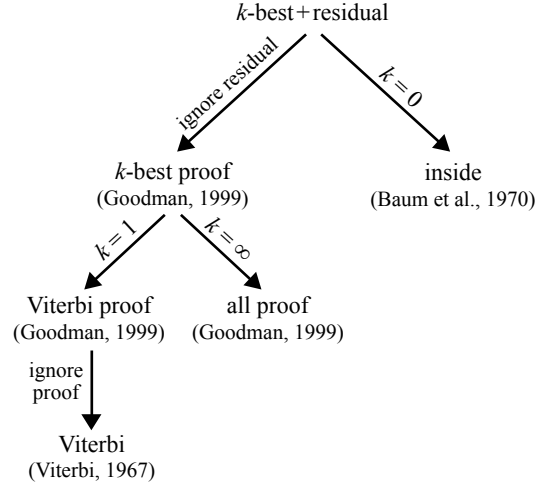 k-best+residual
ignore residual
k = 0
k-best proof
(Goodman, 1999)
inside
(Baum et al., 1970)
k = 1
k = ∞
Viterbi proof
(Goodman, 1999)
all proof
(Goodman, 1999)
ignore
proof
Viterbi
(Viterbi, 1967)